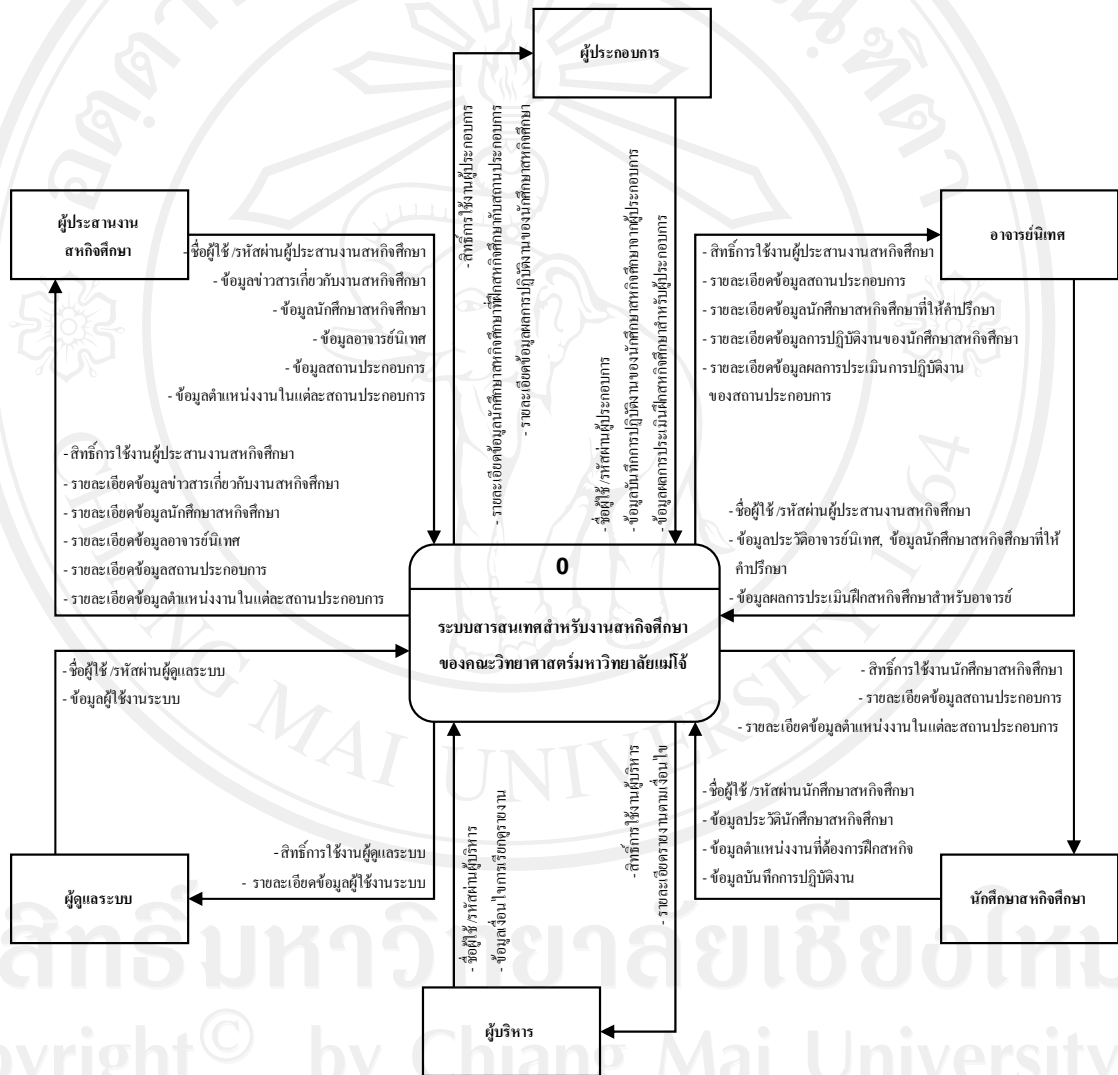 ผู้ประกอบการ
- สิทธิ์การใช้งานผู้ประกอบการ
- รายละเอียดข้อมูลนักศึกษาสหกิจศึกษาที่ฝึกสหกิจศึกษากับสถานประกอบการ
- รายละเอียดข้อมูลผลการปฏิบัติงานของนักศึกษาสหกิจศึกษา
- ชื่อผู้ใช้ /รหัสผ่านผู้ประกอบการ
- ข้อมูลบันทึกการปฏิบัติงานของนักศึกษาสหกิจศึกษาจากผู้ประกอบการ
- ข้อมูลผลการประเมินฝึกสหกิจศึกษาสำหรับผู้ประกอบการ
ผู้ประสานงาน
สหกิจศึกษา
- ชื่อผู้ใช้ /รหัสผ่านผู้ประสานงานสหกิจศึกษา
- ข้อมูลข่าวสารเกี่ยวกับงานสหกิจศึกษา
- ข้อมูลนักศึกษาสหกิจศึกษา
- ข้อมูลอาจารย์นิเทศ
- ข้อมูลสถานประกอบการ
- ข้อมูลตำแหน่งงานในแต่ละสถานประกอบการ
- สิทธิ์การใช้งานผู้ประสานงานสหกิจศึกษา
- รายละเอียดข้อมูลข่าวสารเกี่ยวกับงานสหกิจศึกษา
- รายละเอียดข้อมูลนักศึกษาสหกิจศึกษา
- รายละเอียดข้อมูลอาจารย์นิเทศ
- รายละเอียดข้อมูลสถานประกอบการ
- รายละเอียดข้อมูลตำแหน่งงานในแต่ละสถานประกอบการ
อาจารย์นิเทศ
- สิทธิ์การใช้งานผู้ประสานงานสหกิจศึกษา
- รายละเอียดข้อมูลสถานประกอบการ
- รายละเอียดข้อมูลนักศึกษาสหกิจศึกษาที่ให้คำปรึกษา
- รายละเอียดข้อมูลการปฏิบัติงานของนักศึกษาสหกิจศึกษา
- รายละเอียดข้อมูลผลการประเมินการปฏิบัติงาน
ของสถานประกอบการ
- ชื่อผู้ใช้ /รหัสผ่านผู้ประสานงานสหกิจศึกษา
- ข้อมูลประวัติอาจารย์นิเทศ, ข้อมูลนักศึกษาสหกิจศึกษาที่ให้
คำปรึกษา
- ข้อมูลผลการประเมินฝึกสหกิจศึกษาสำหรับอาจารย์
0
ระบบสารสนเทศสำหรับงานสหกิจศึกษา
ของคณะวิทยาศาสตร์มหาวิทยาลัยแม่โจ้
- ชื่อผู้ใช้ /รหัสผ่านผู้ดูแลระบบ
- ข้อมูลผู้ใช้งานระบบ
- สิทธิ์การใช้งานผู้ดูแลระบบ
- รายละเอียดข้อมูลผู้ใช้งานระบบ
ผู้ดูแลระบบ
- ชื่อผู้ใช้ /รหัสผ่านผู้บริหาร
- ข้อมูลเงื่อนไขการเรียกดูรายงาน
- สิทธิ์การใช้งานผู้บริหาร
- รายละเอียดรายงานตามเงื่อนไข
ผู้บริหาร
- สิทธิ์การใช้งานนักศึกษาสหกิจศึกษา
- รายละเอียดข้อมูลสถานประกอบการ
- รายละเอียดข้อมูลตำแหน่งงานในแต่ละสถานประกอบการ
- ชื่อผู้ใช้ /รหัสผ่านนักศึกษาสหกิจศึกษา
- ข้อมูลประวัตินักศึกษาสหกิจศึกษา
- ข้อมูลตำแหน่งงานที่ต้องการฝึกสหกิจ
- ข้อมูลบันทึกการปฏิบัติงาน
นักศึกษาสหกิจศึกษา
CHIANG MAI UNIVERSITY 1964
สิทธิ์มหาวิทยาลัยเชียงใหม่
opyright© by Chiang Mai University